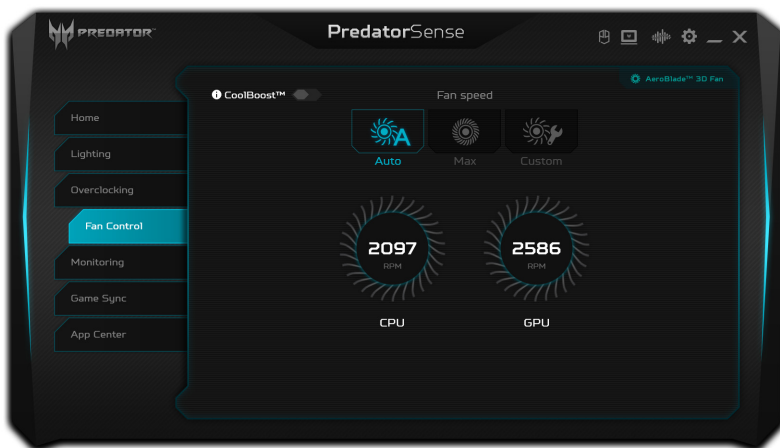 PREDATOR
PredatorSense
AeroBlade™ 3D Fan
CoolBoost™
Fan speed
Home
Lighting
Overclocking
Fan Control
Monitoring
Game Sync
App Center
Auto
Max
Custom
2097
RPM
CPU
2586
RPM
GPU